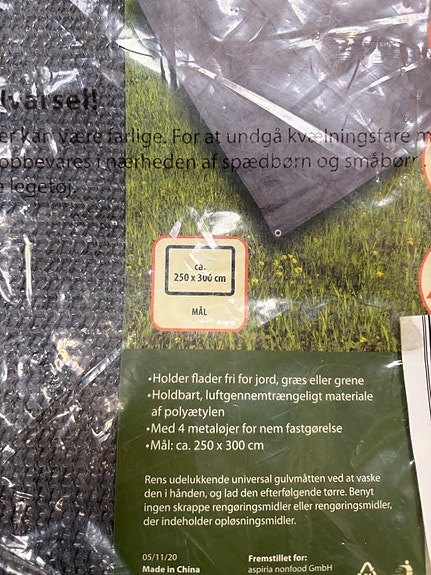 dvarsel!
er kan være farlige. For at undgå kvælningsfare m
opbevares i nærheden af spædbørn og småbørn.
e legetøj.
ca.
250 x 300 cm
MÅL
•Holder flader fri for jord, græs eller grene
•Holdbart, luftgennemtrængeligt materiale
af polyætylen
•Med 4 metaløjer for nem fastgørelse
•Mål: ca. 250 x 300 cm
Rens udelukkende universal gulvmåtten ved at vaske
den i hånden, og lad den efterfølgende tørre. Benyt
ingen skrappe rengøringsmidler eller rengøringsmidler,
der indeholder opløsningsmidler.
05/11/20
Made in China
Fremstillet for:
aspiria nonfood GmbH